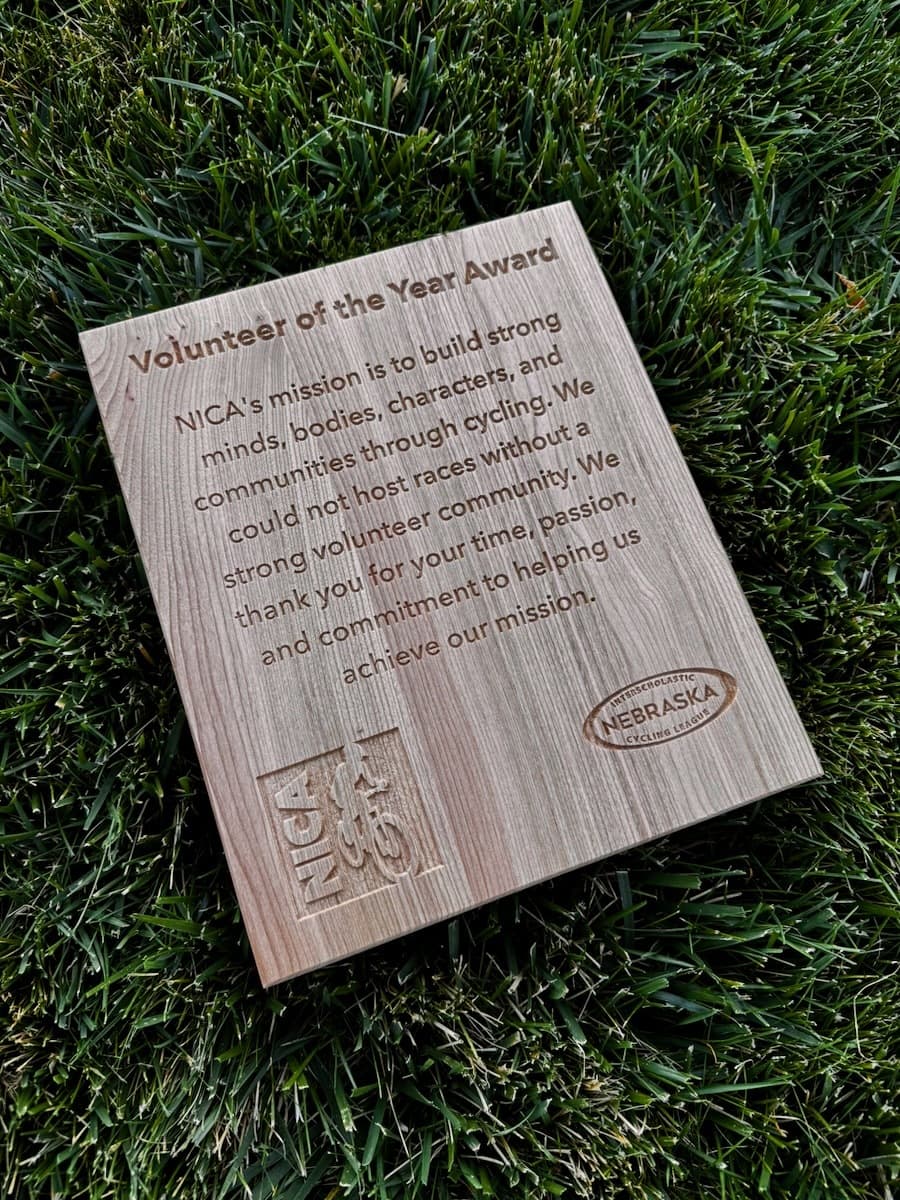 Volunteer of the Year Award
NICA's mission is to build strong
minds, bodies, characters, and
communities through cycling. We
could not host races without a
strong volunteer community. We
thank you for your time, passion,
and commitment to helping us
achieve our mission.
INTERSCHOLASTIC
NEBRASKA
CYCLING LEAGUE
NICA